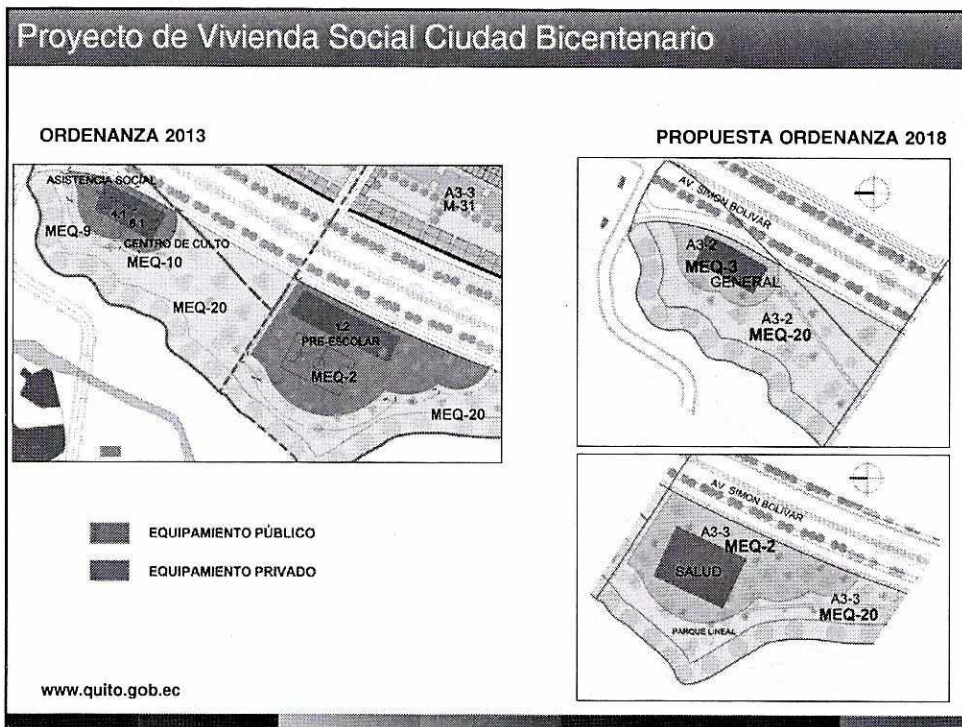 Proyecto de Vivienda Social Ciudad Bicentenario
ORDENANZA 2013
ASISTENCIA SOCIAL
4.1
6.1
MEQ-9
CENTRO DE CULTO
MEQ-10
MEQ-20
A3-3
M-31
1.2
PRE-ESCOLAR
MEQ-2
MEQ-20
EQUIPAMIENTO PÚBLICO
EQUIPAMIENTO PRIVADO
PROPUESTA ORDENANZA 2018
AV. SIMON BOLIVAR
A3-2
MEQ-3
GENERAL
A3-2
MEQ-20
AV. SIMON BOLIVAR
A3-3
MEQ-2
SALUD
A3-3
MEQ-20
PARQUE LINEAL
www.quito.gob.ec